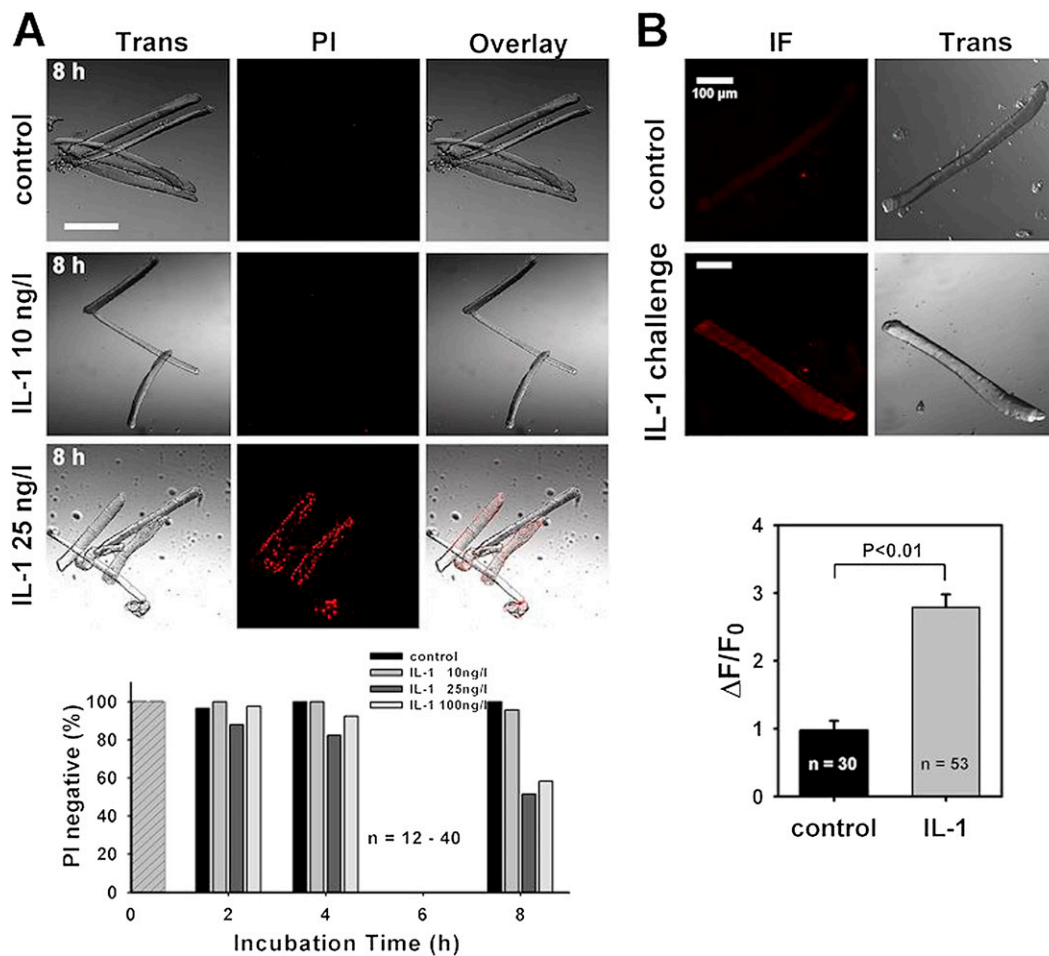 A
Trans PI Overlay
control
8 h
IL-1 10 ng/l
8 h
IL-1 25 ng/l
8 h
control
IL-1 10ng/l
IL-1 25ng/l
IL-1 100ng/l
PI negative (%)
100
80
60
40
20
0
n = 12 - 40
0 2 4 6 8
Incubation Time (h)
B
IF Trans
control
100 µm
IL-1 challenge
P<0.01
ΔF/F0
4
3
2
1
0
n = 30
n = 53
control IL-1